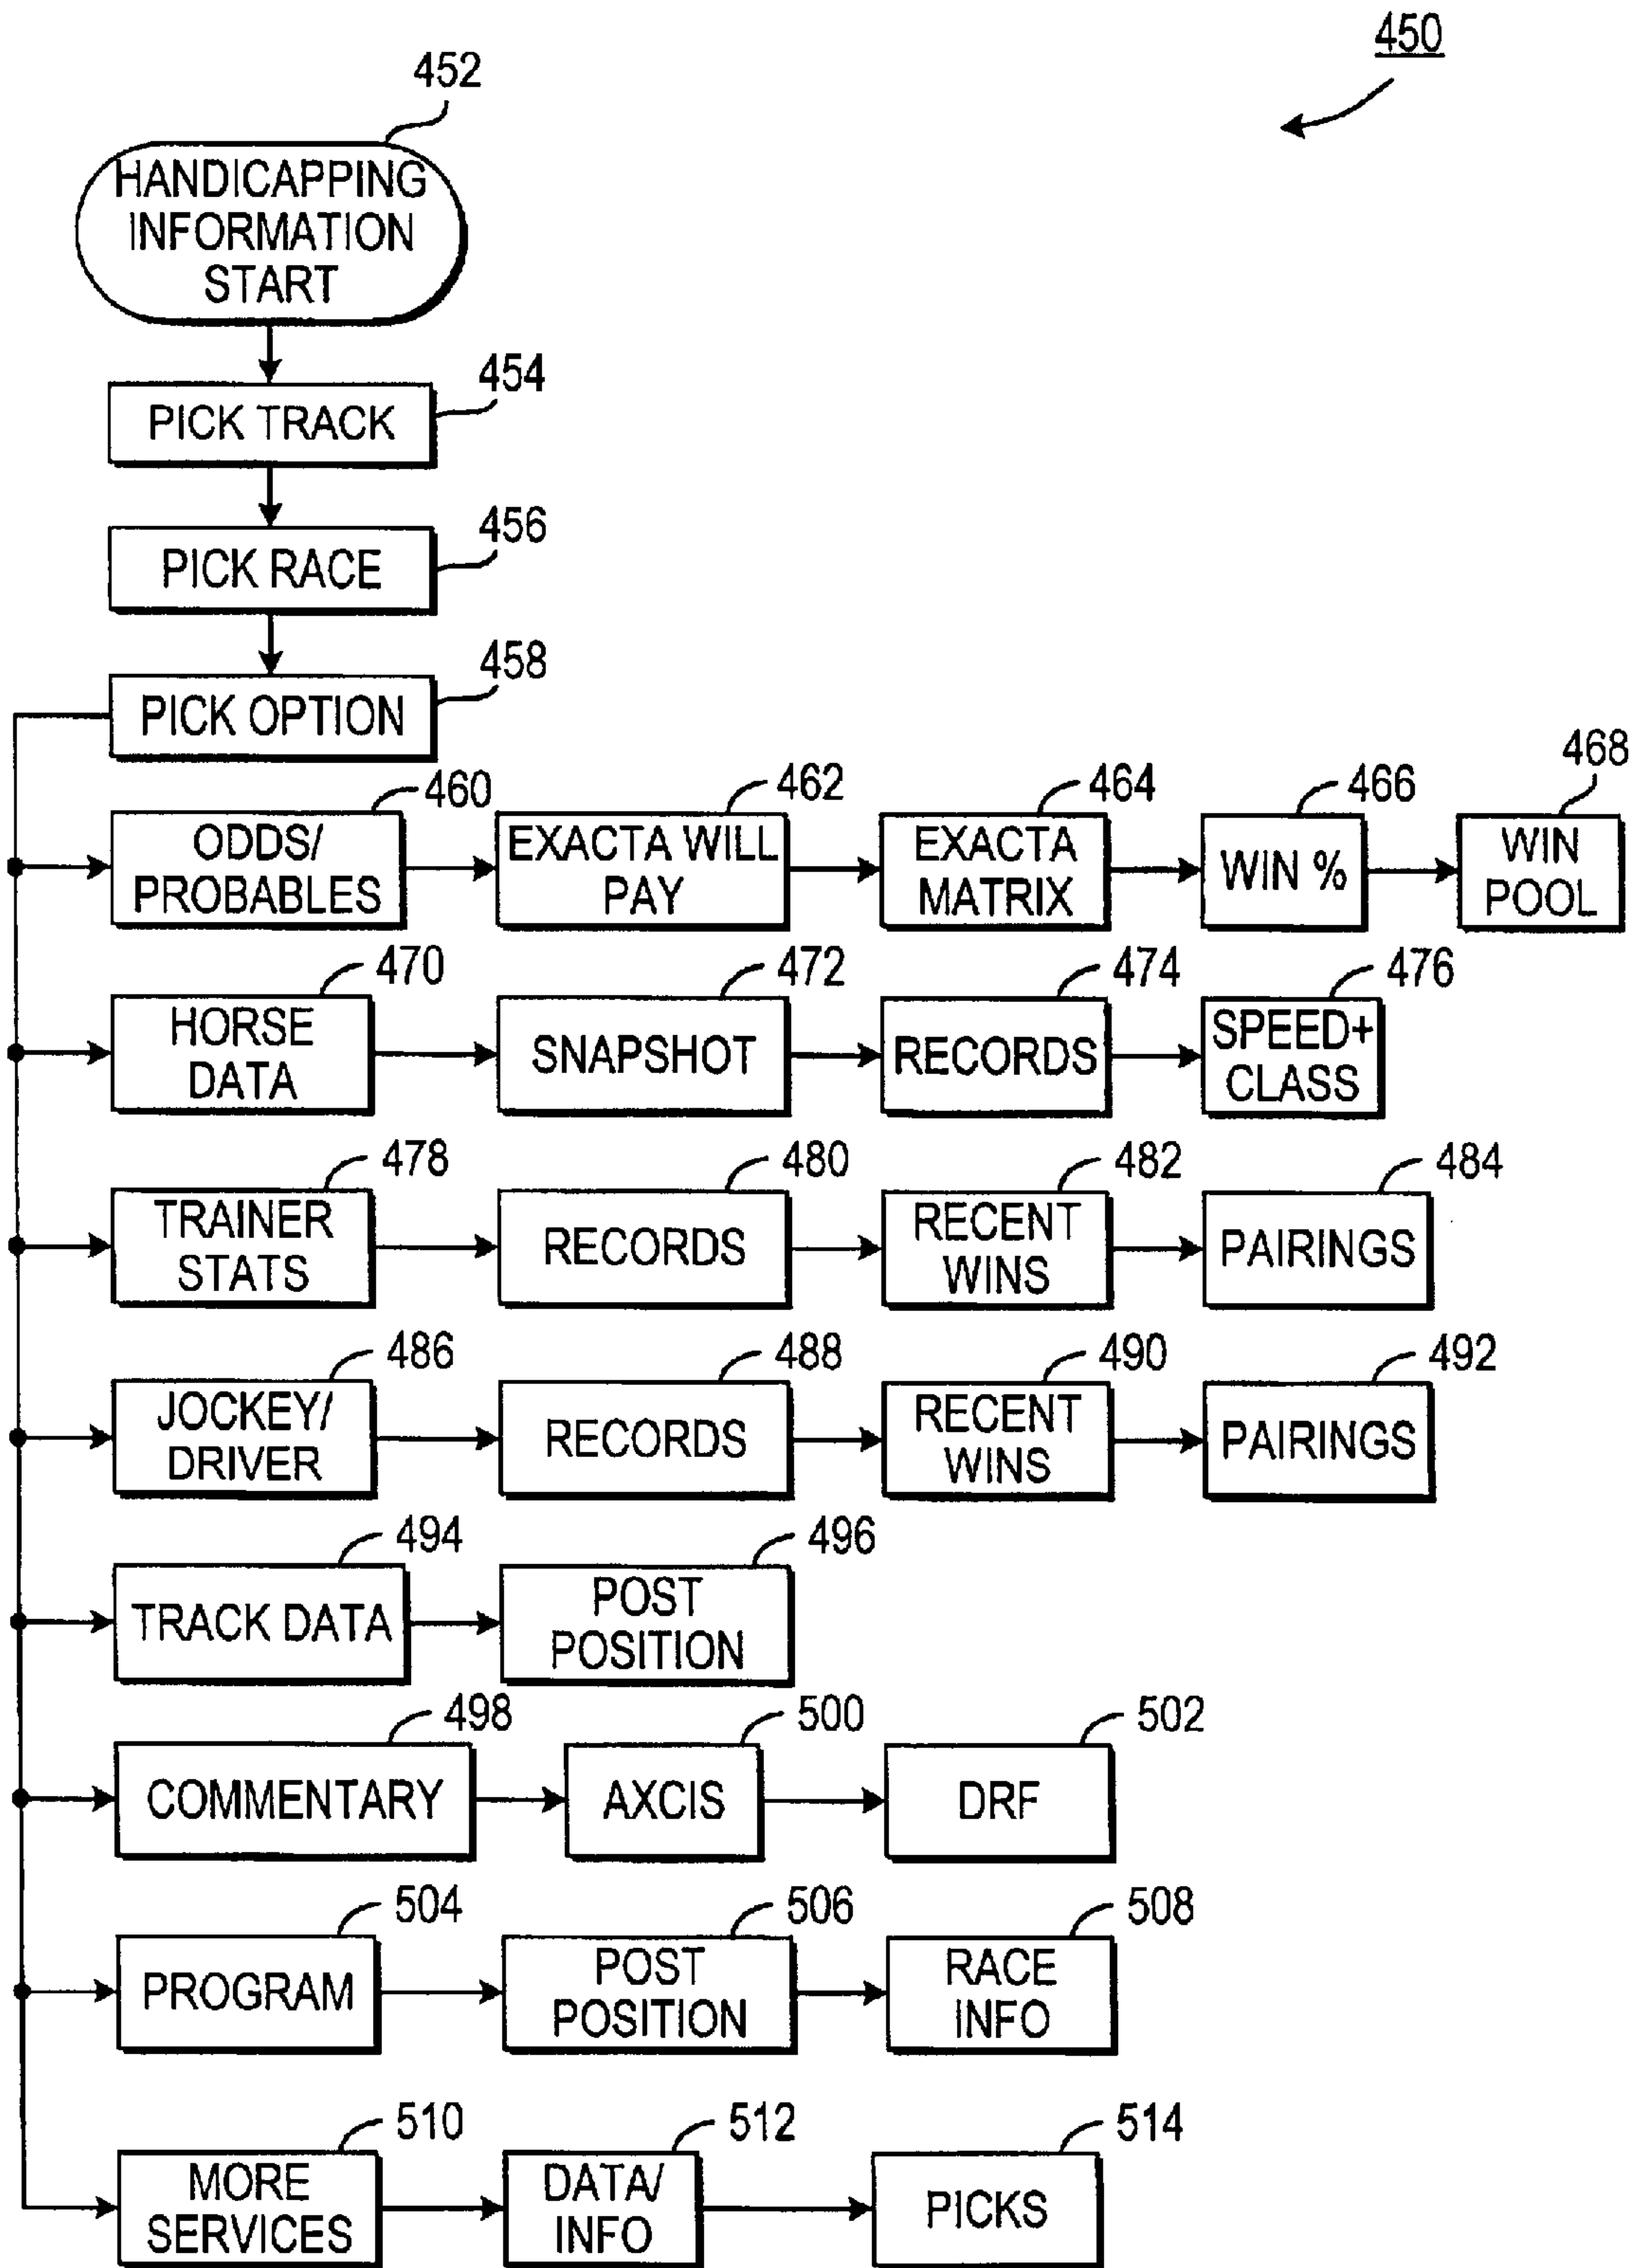 450
452
HANDICAPPING
INFORMATION
START
454
PICK TRACK
456
PICK RACE
458
PICK OPTION
460
ODDS/
PROBABLES
462
EXACTA WILL
PAY
464
EXACTA
MATRIX
466
WIN %
468
WIN
POOL
470
HORSE
DATA
472
SNAPSHOT
474
RECORDS
476
SPEED+
CLASS
478
TRAINER
STATS
480
RECORDS
482
RECENT
WINS
484
PAIRINGS
486
JOCKEY/
DRIVER
488
RECORDS
490
RECENT
WINS
492
PAIRINGS
494
TRACK DATA
496
POST
POSITION
498
COMMENTARY
500
AXCIS
502
DRF
504
PROGRAM
506
POST
POSITION
508
RACE
INFO
510
MORE
SERVICES
512
DATA/
INFO
514
PICKS